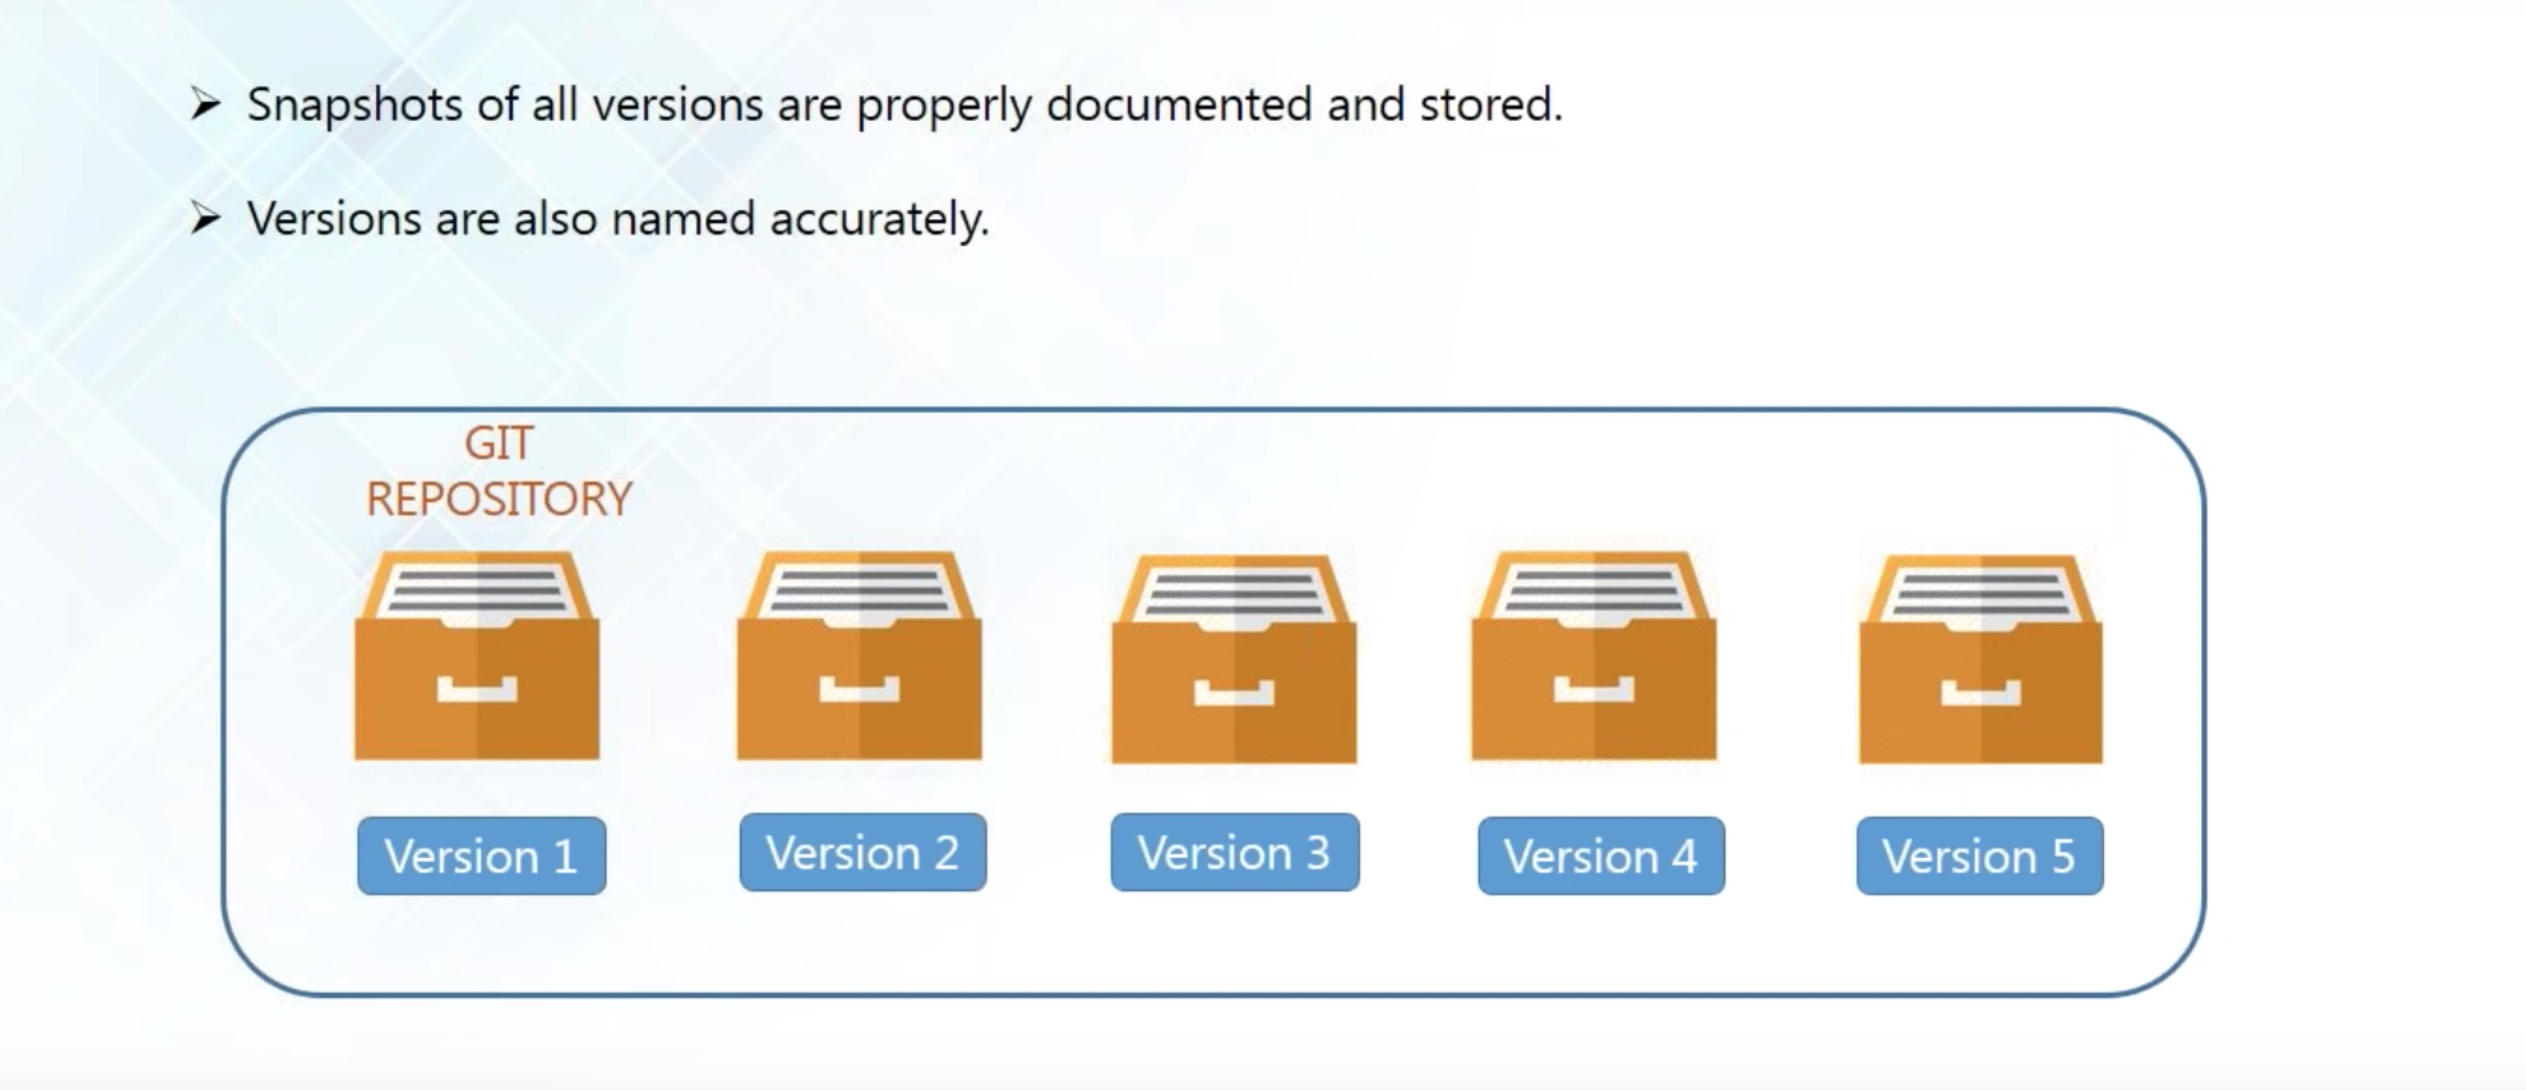 Snapshots of all versions are properly documented and stored.
Versions are also named accurately.
GIT
REPOSITORY
Version 1
Version 2
Version 3
Version 4
Version 5